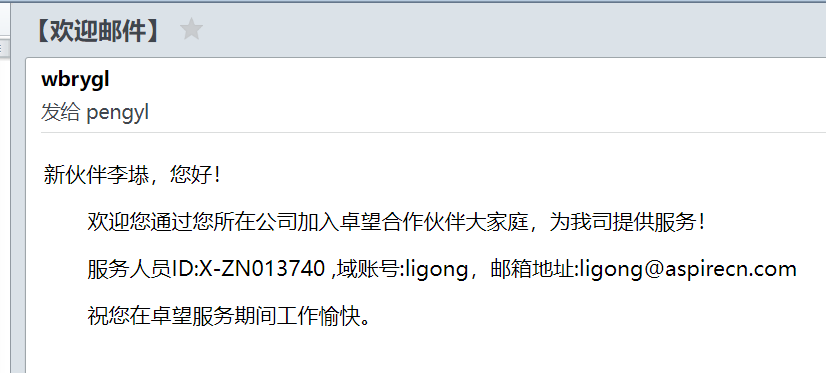 【欢迎邮件】
wbrygl
发给 pengyl
新伙伴李塨，您好！
欢迎您通过您所在公司加入卓望合作伙伴大家庭，为我司提供服务！
服务人员ID:X-ZN013740 ,域账号:ligong，邮箱地址:ligong@aspirecn.com
祝您在卓望服务期间工作愉快。